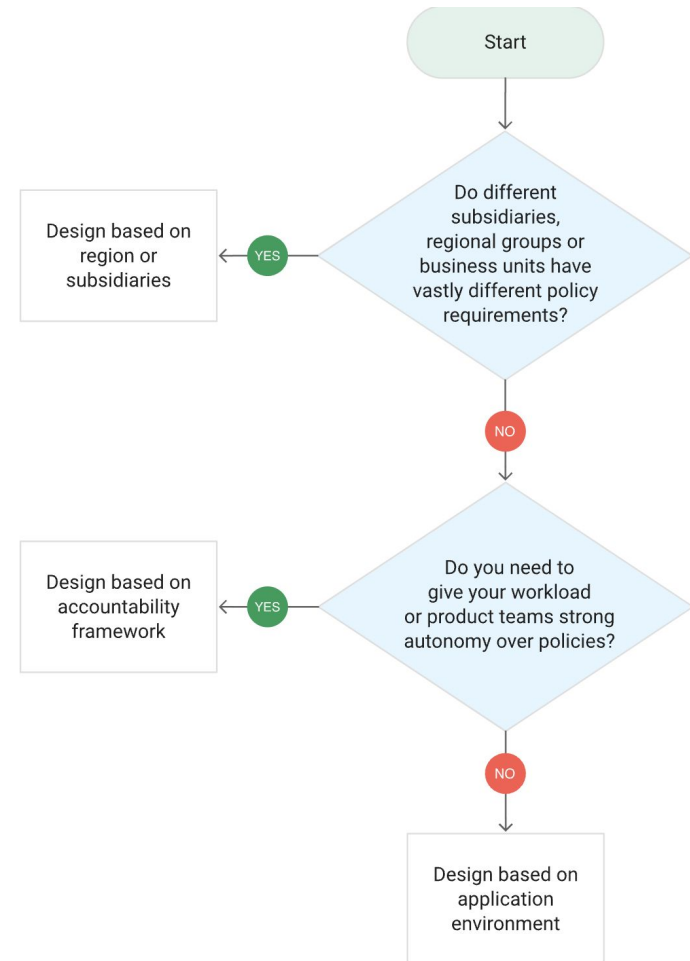 Start
Do different
subsidiaries,
regional groups or
business units have
vastly different policy
requirements?
YES
Design based on
region or
subsidiaries
NO
Do you need to
give your workload
or product teams strong
autonomy over policies?
YES
Design based on
accountability
framework
NO
Design based on
application
environment